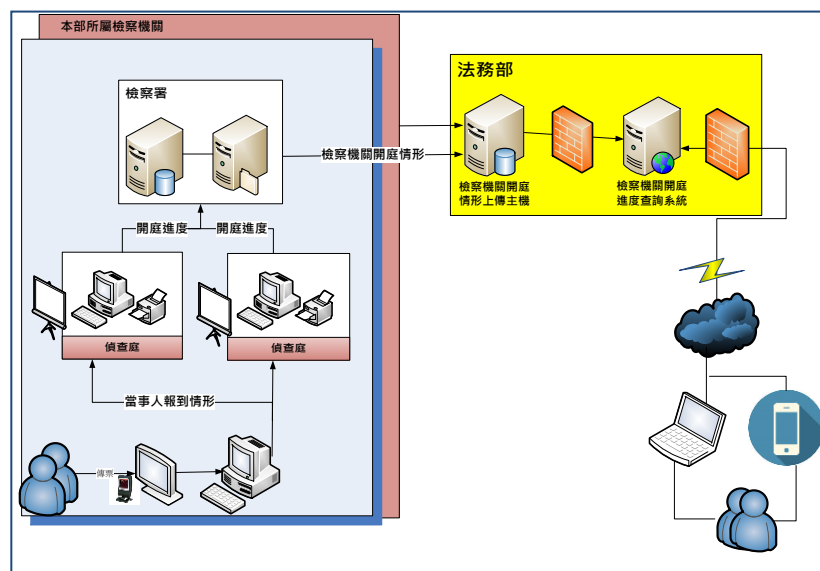 本部所屬檢察機關
檢察署
法務部
檢察機關開庭情形
檢察機關開庭
情形上傳主機
檢察機關開庭
進度查詢系統
開庭進度
開庭進度
偵查庭
偵查庭
當事人報到情形
傳票